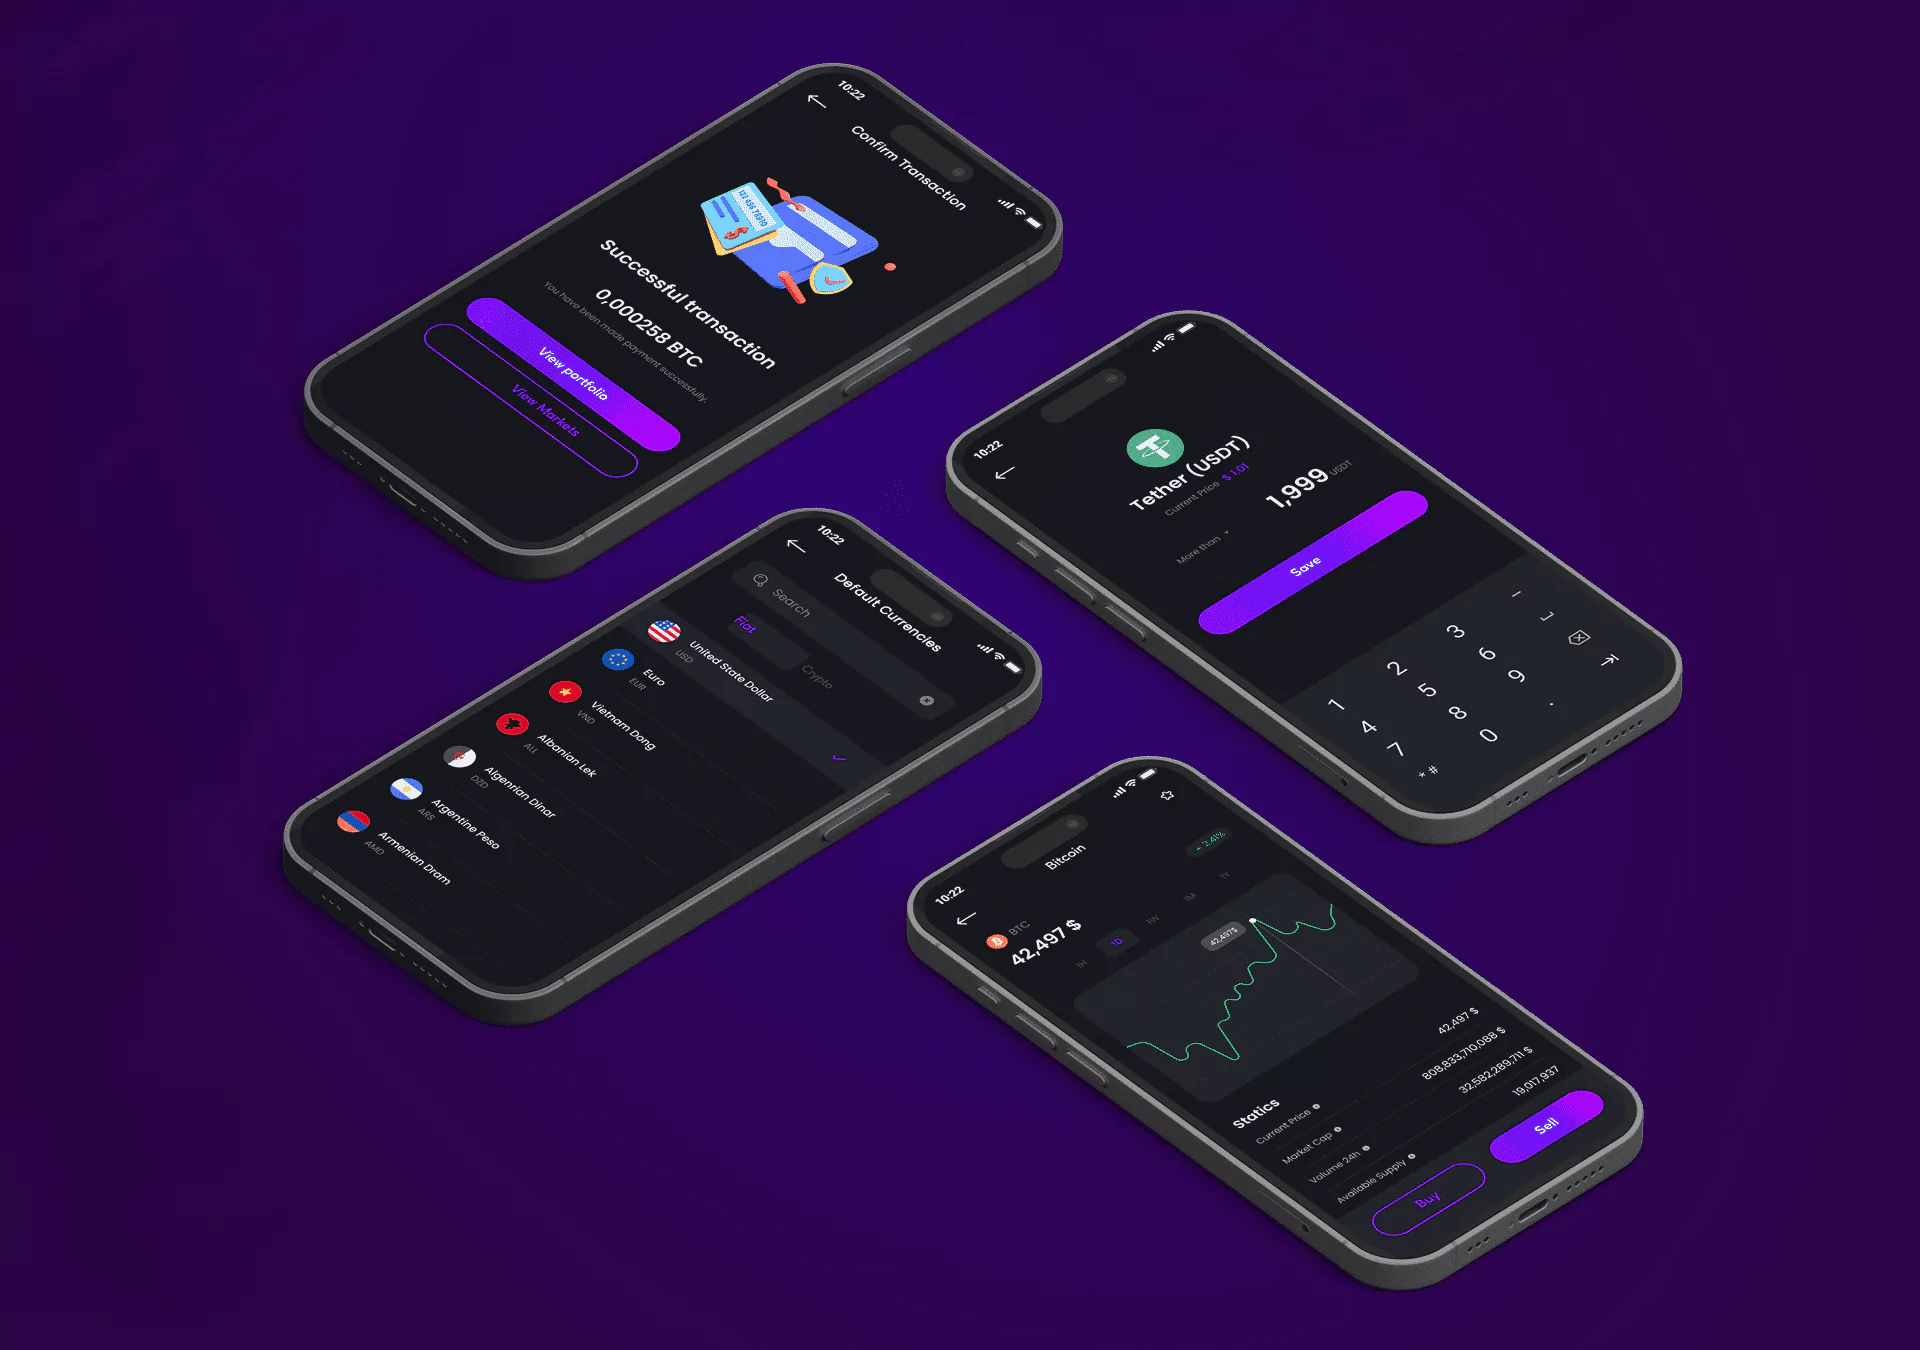 10:22
Confirm Transaction
123 456 78910
$
Successful transaction
0,000258 BTC
You have been made payment successfully.
View portfolio
View Markets
10:22
Tether (USDT)
Current Price $ 1.01
1,999 USDT
More than
Save
1 2 3 -
4 5 6
7 8 9
* # 0 .
10:22
Default Currencies
Search
Fiat
Crypto
United State Dollar
USD
Euro
EUR
Vietnam Dong
VND
Albanian Lek
ALL
Algentrian Dinar
DZD
Argentine Peso
ARS
Armenian Dram
AMD
10:22
Bitcoin
BTC
42,497 $
2.41%
1H 1D 1W 1M 1Y
42,497$
Statics
Current Price 42,497 $
Market Cap 808,833,710,088 $
Volume 24h 32,582,289,711 $
Available Supply 19,017,937
Buy
Sell